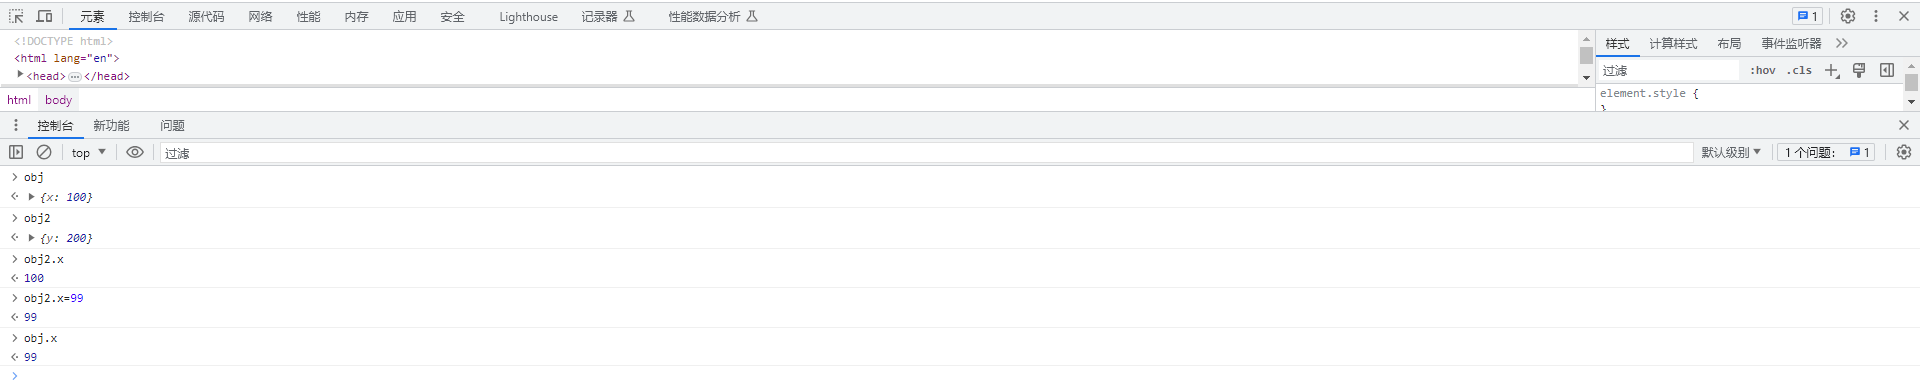 元素 控制台 源代码 网络 性能 内存 应用 安全 Lighthouse 记录器 性能数据分析 1
<!DOCTYPE html>
<html lang="en">
<head>…</head>
html body
样式 计算样式 布局 事件监听器
过滤 :hov .cls
element.style {
}
控制台 新功能 问题
top 过滤 默认级别 1 个问题: 1
obj
{x: 100}
obj2
{y: 200}
obj2.x
100
obj2.x=99
99
obj.x
99